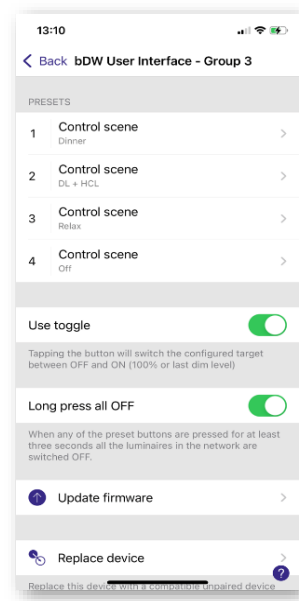 13:10
Back bDW User Interface - Group 3
PRESETS
1 Control scene
Dinner
2 Control scene
DL + HCL
3 Control scene
Relax
4 Control scene
Off
Use toggle
Tapping the button will switch the configured target
between OFF and ON (100% or last dim level)
Long press all OFF
When any of the preset buttons are pressed for at least
three seconds all the luminaires in the network are
switched OFF.
Update firmware
Replace device
?
Replace this device with a compatible unpaired device